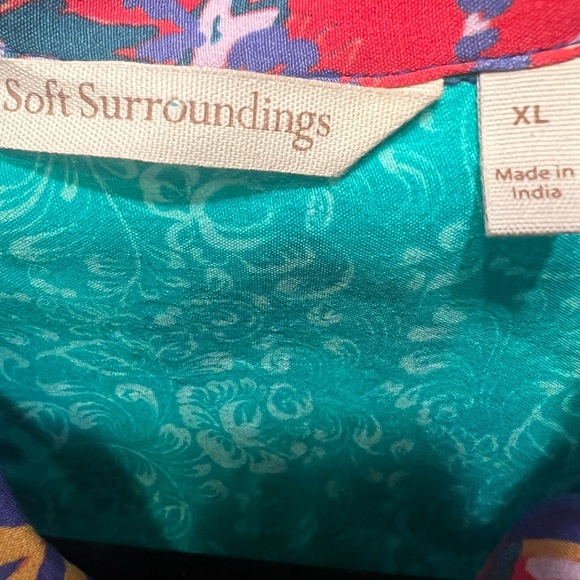 Soft Surroundings
XL
Made in
India